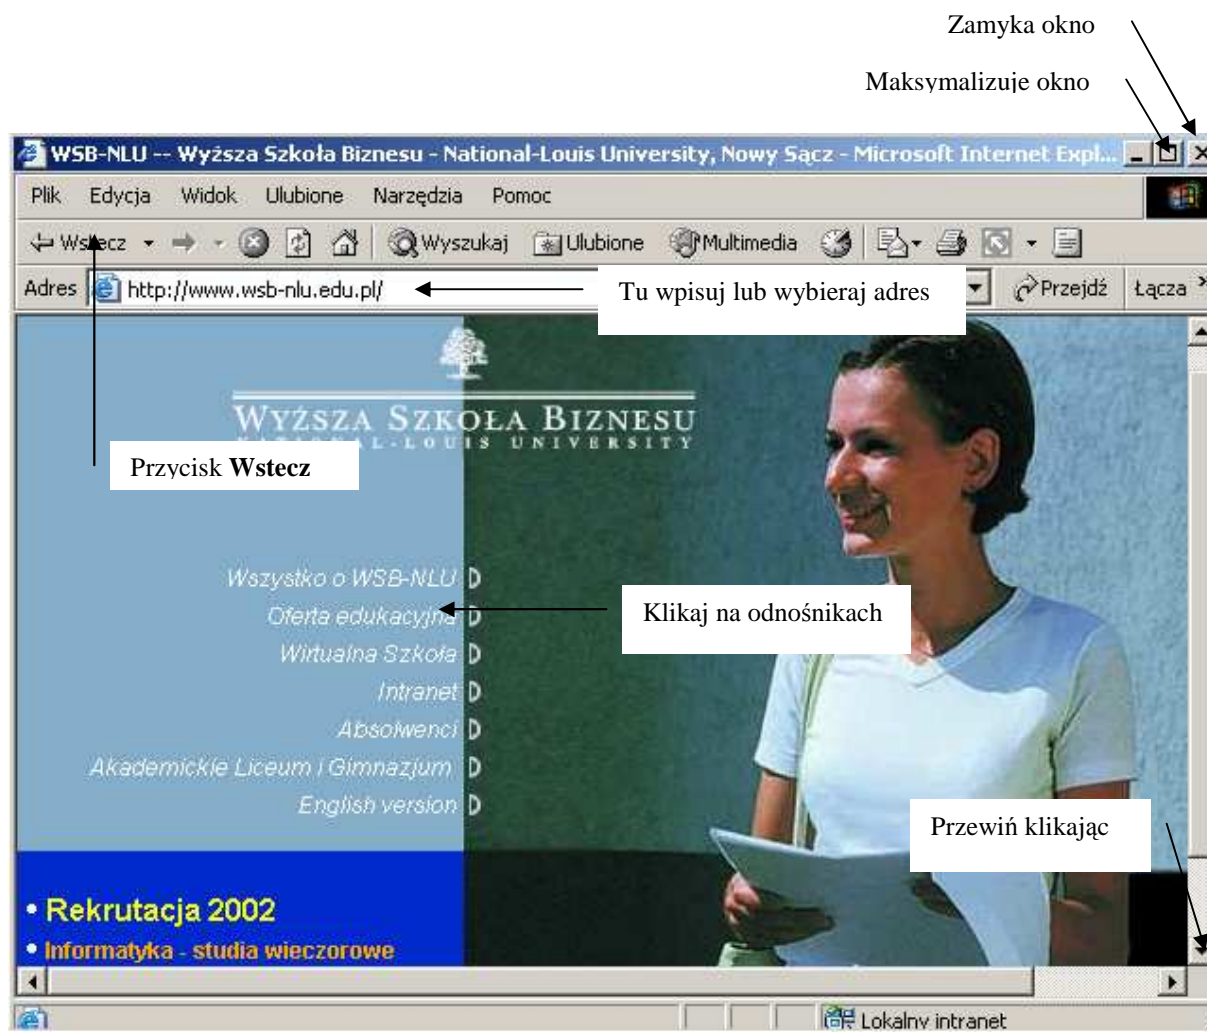 Zamyka okno
Maksymalizuje okno
WSB-NLU -- Wyższa Szkoła Biznesu - National-Louis University, Nowy Sącz - Microsoft Internet Expl...
Plik Edycja Widok Ulubione Narzędzia Pomoc
Wstecz Wyszukaj Ulubione Multimedia
Adres http://www.wsb-nlu.edu.pl/ Tu wpisuj lub wybieraj adres Przejdź Łącza »
WYŻSZA SZKOŁA BIZNESU
NATIONAL-LOUIS UNIVERSITY
Przycisk Wstecz
Wszystko o WSB-NLU
Oferta edukacyjna
Klikaj na odnośnikach
Wirtualna Szkoła
Intranet
Absolwenci
Akademickie Liceum i Gimnazjum
English version
Przewiń klikając
• Rekrutacja 2002
• Informatyka - studia wieczorowe
Lokalny intranet